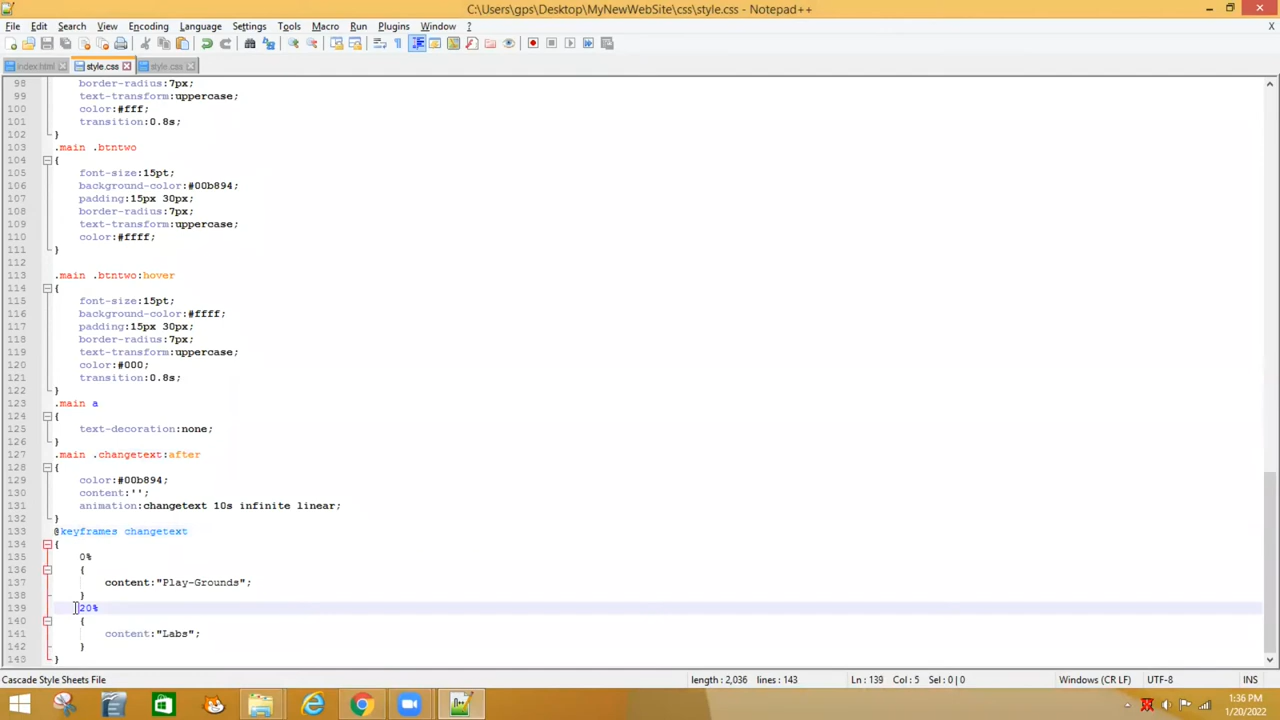 C:\Users\gps\Desktop\MyNewWebSite\css\style.css - Notepad++
File Edit Search View Encoding Language Settings Tools Macro Run Plugins Window ?
X
index.html style.css style.css
98 border-radius:7px;
99 text-transform:uppercase;
100 color:#fff;
101 transition:0.8s;
102 }
103 .main .btntwo
104 {
105 font-size:15pt;
106 background-color:#00b894;
107 padding:15px 30px;
108 border-radius:7px;
109 text-transform:uppercase;
110 color:#ffff;
111 }
112
113 .main .btntwo:hover
114 {
115 font-size:15pt;
116 background-color:#ffff;
117 padding:15px 30px;
118 border-radius:7px;
119 text-transform:uppercase;
120 color:#000;
121 transition:0.8s;
122 }
123 .main a
124 {
125 text-decoration:none;
126 }
127 .main .changetext:after
128 {
129 color:#00b894;
130 content:'';
131 animation:changetext 10s infinite linear;
132 }
133 @keyframes changetext
134 {
135 0%
136 {
137 content:"Play-Grounds";
138 }
139 20%
140 {
141 content:"Labs";
142 }
143 }
Cascade Style Sheets File length : 2,036 lines : 143 Ln : 139 Col : 5 Sel : 0 | 0 Windows (CR LF) UTF-8 INS
1:36 PM
1/20/2022